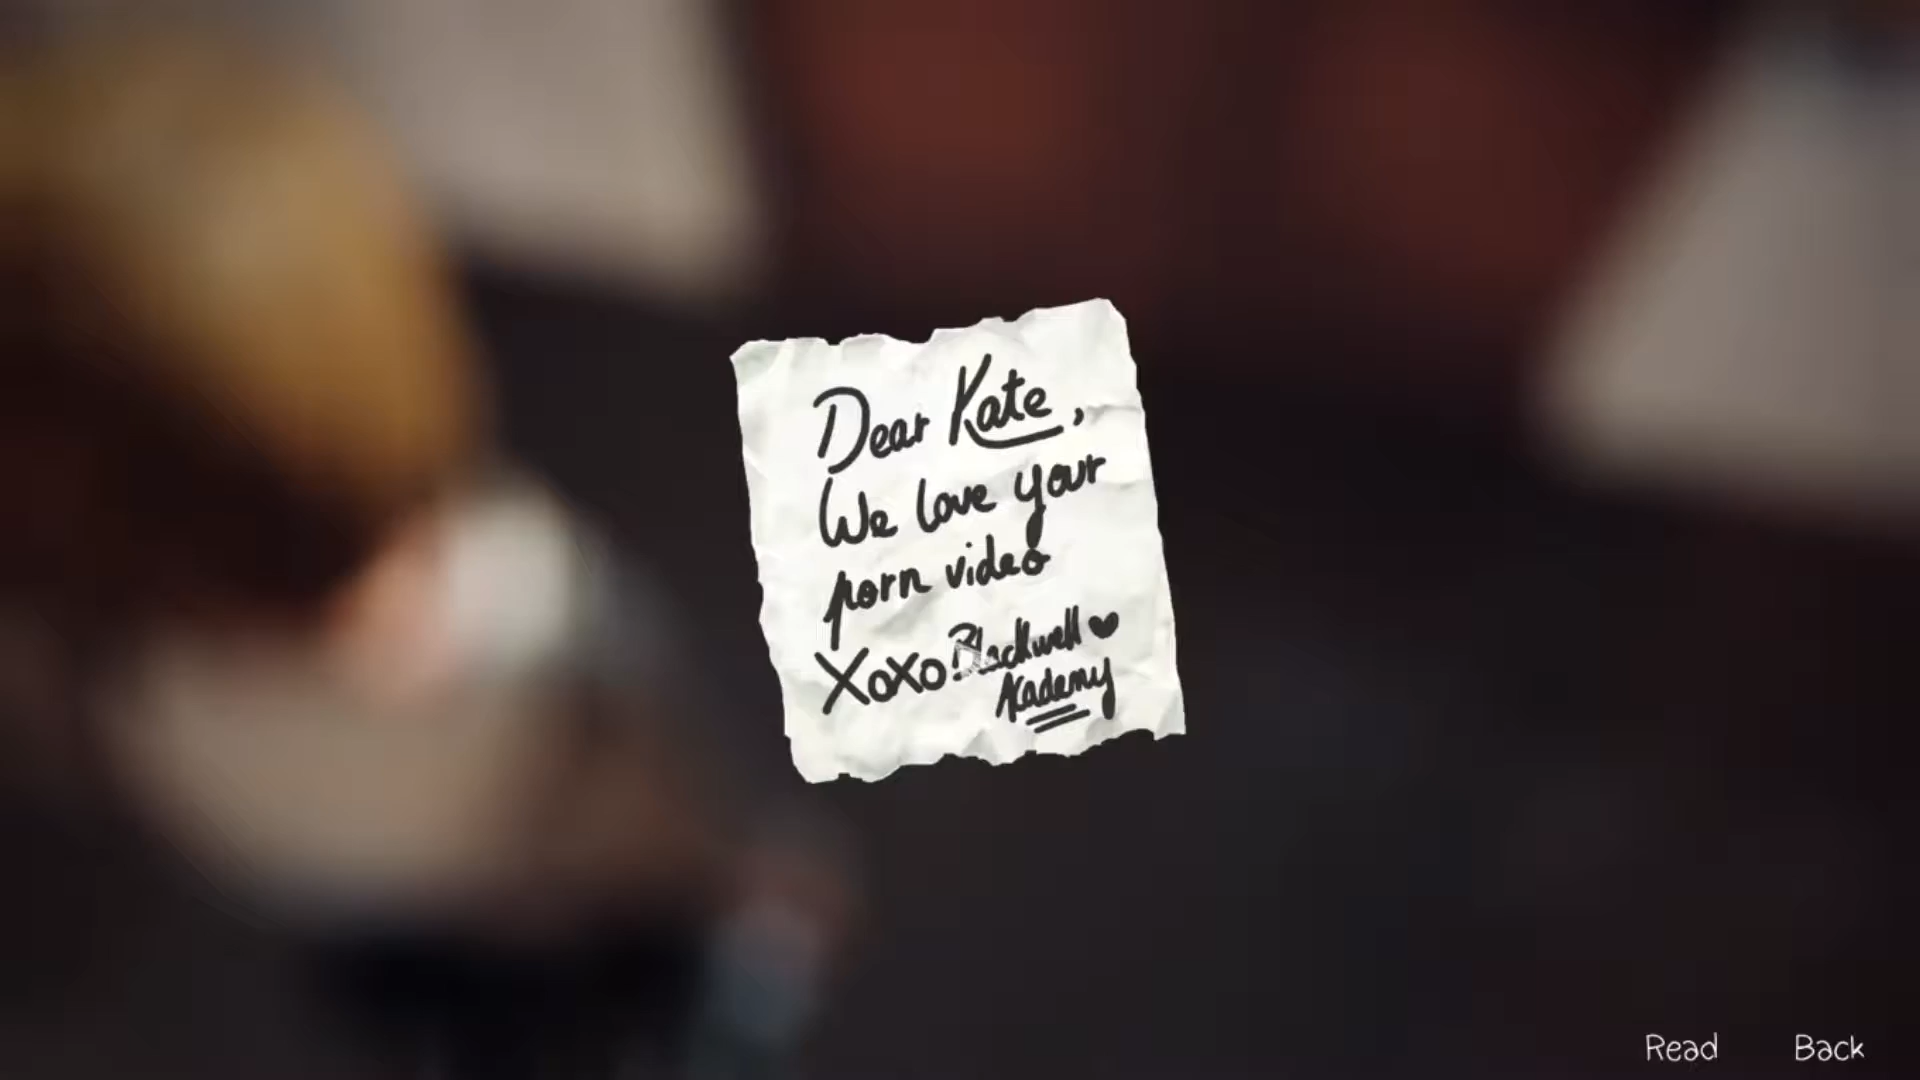 Dear Kate,
We love your
porn video
XoXo Blackwell ♥
Academy
Read
Back